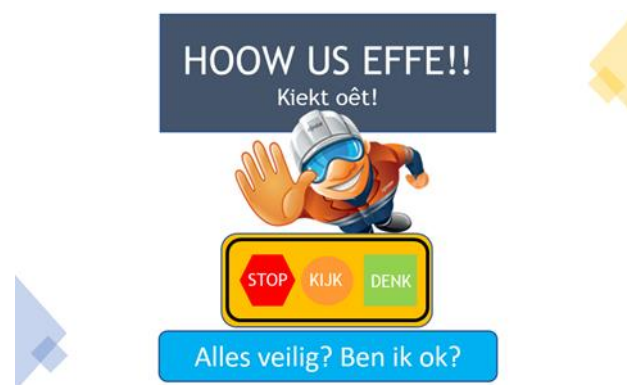 HOOW US EFFE!!
Kiekt oêt!
STOP KIJK DENK
Alles veilig? Ben ik ok?